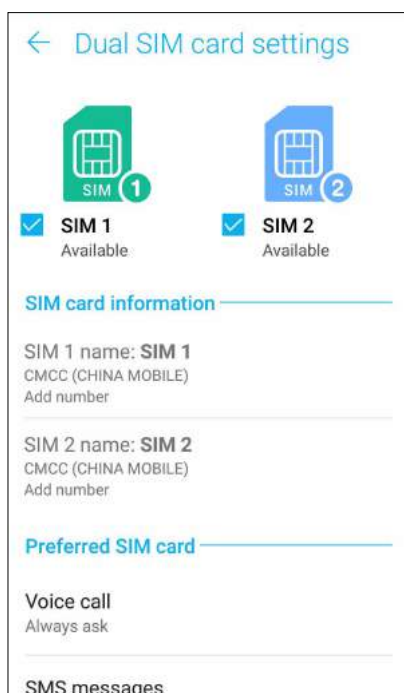 Dual SIM card settings
SIM 1
SIM 2
SIM 1
SIM 2
Available
Available
SIM card information
SIM 1 name: SIM 1
CMCC (CHINA MOBILE)
Add number
SIM 2 name: SIM 2
CMCC (CHINA MOBILE)
Add number
Preferred SIM card
Voice call
Always ask
SMS messages